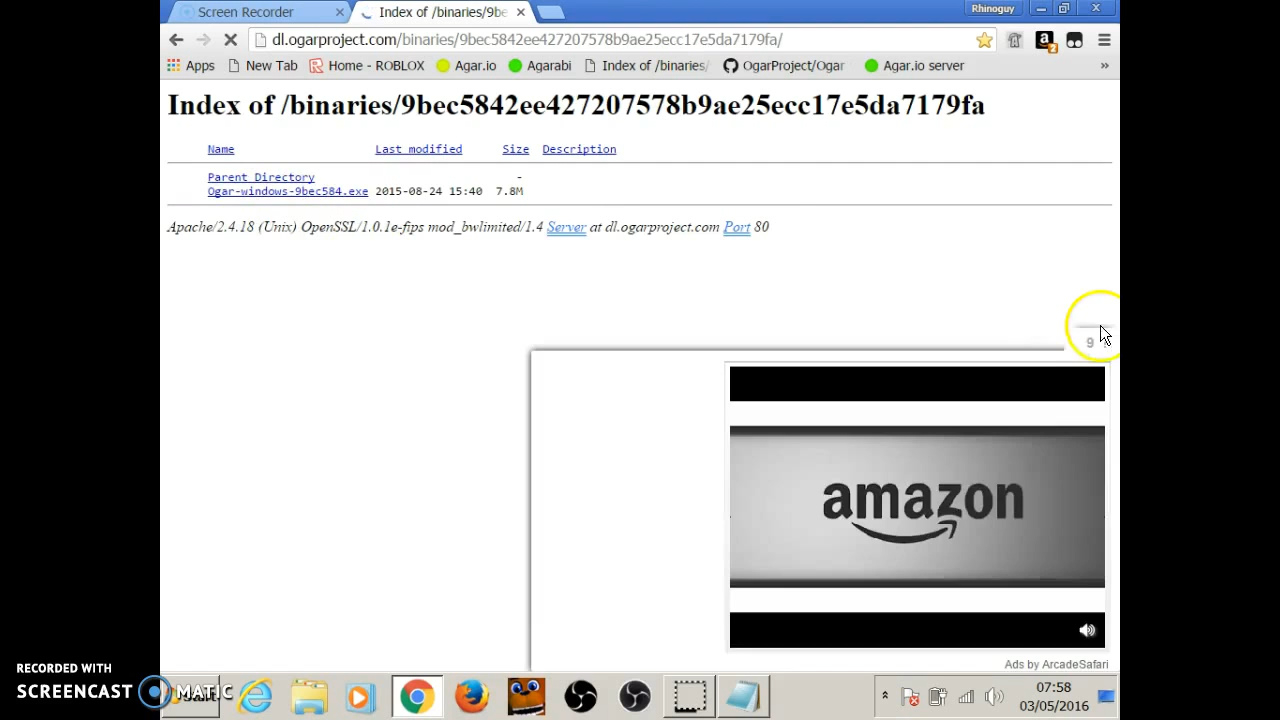 Screen Recorder
Index of /binaries/9be
Rhinoguy
dl.ogarproject.com/binaries/9bec5842ee427207578b9ae25ecc17e5da7179fa/
2
Apps New Tab Home - ROBLOX Agar.io Agarabi Index of /binaries/ OgarProject/Ogar Agar.io server »
Index of /binaries/9bec5842ee427207578b9ae25ecc17e5da7179fa
Name Last modified Size Description
Parent Directory -
Ogar-windows-9bec584.exe 2015-08-24 15:40 7.8M
Apache/2.4.18 (Unix) OpenSSL/1.0.1e-fips mod_bwlimited/1.4 Server at dl.ogarproject.com Port 80
9
amazon
Ads by ArcadeSafari
RECORDED WITH
SCREENCAST MATIC
Start
07:58
03/05/2016